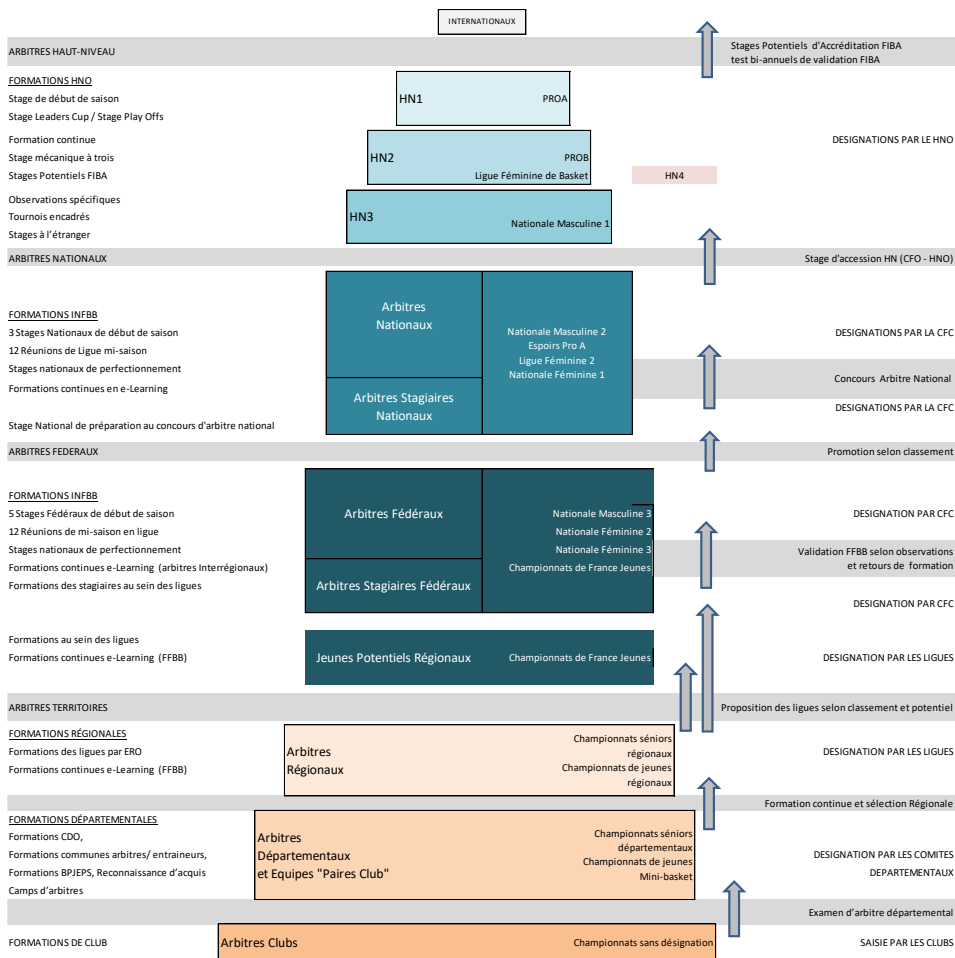 INTERNATIONAUX
ARBITRES HAUT-NIVEAU
Stages Potentiels d'Accréditation FIBA
test bi-annuels de validation FIBA
FORMATIONS HNO
Stage de début de saison
Stage Leaders Cup / Stage Play Offs
HN1
PROA
Formation continue
Stage mécanique à trois
Stages Potentiels FIBA
HN2
PROB
Ligue Féminine de Basket
HN4
DESIGNATIONS PAR LE HNO
Observations spécifiques
Tournois encadrés
Stages à l'étranger
HN3
Nationale Masculine 1
ARBITRES NATIONAUX
Stage d'accession HN (CFO - HNO)
FORMATIONS INFBB
3 Stages Nationaux de début de saison
12 Réunions de Ligue mi-saison
Stages nationaux de perfectionnement
Formations continues en e-Learning
Stage National de préparation au concours d'arbitre national
Arbitres
Nationaux
Arbitres Stagiaires
Nationaux
Nationale Masculine 2
Espoirs Pro A
Ligue Féminine 2
Nationale Féminine 1
DESIGNATIONS PAR LA CFC
Concours Arbitre National
DESIGNATIONS PAR LA CFC
ARBITRES FEDERAUX
Promotion selon classement
FORMATIONS INFBB
5 Stages Fédéraux de début de saison
12 Réunions de mi-saison en ligue
Stages nationaux de perfectionnement
Formations continues e-Learning (arbitres Interrégionaux)
Formations des stagiaires au sein des ligues
Arbitres Fédéraux
Arbitres Stagiaires Fédéraux
Nationale Masculine 3
Nationale Féminine 2
Nationale Féminine 3
Championnats de France Jeunes
DESIGNATION PAR CFC
Validation FFBB selon observations
et retours de formation
DESIGNATION PAR CFC
Formations au sein des ligues
Formations continues e-Learning (FFBB)
Jeunes Potentiels Régionaux
Championnats de France Jeunes
DESIGNATION PAR LES LIGUES
ARBITRES TERRITOIRES
Proposition des ligues selon classement et potentiel
FORMATIONS RÉGIONALES
Formations des ligues par ERO
Formations continues e-Learning (FFBB)
Arbitres
Régionaux
Championnats séniors
régionaux
Championnats de jeunes
régionaux
DESIGNATION PAR LES LIGUES
Formation continue et sélection Régionale
FORMATIONS DÉPARTEMENTALES
Formations CDO,
Formations communes arbitres/ entraineurs,
Formations BPJEPS, Reconnaissance d'acquis
Camps d'arbitres
Arbitres
Départementaux
et Equipes "Paires Club"
Championnats séniors
départementaux
Championnats de jeunes
Mini-basket
DESIGNATION PAR LES COMITES
DEPARTEMENTAUX
Examen d'arbitre départemental
FORMATIONS DE CLUB
Arbitres Clubs
Championnats sans désignation
SAISIE PAR LES CLUBS